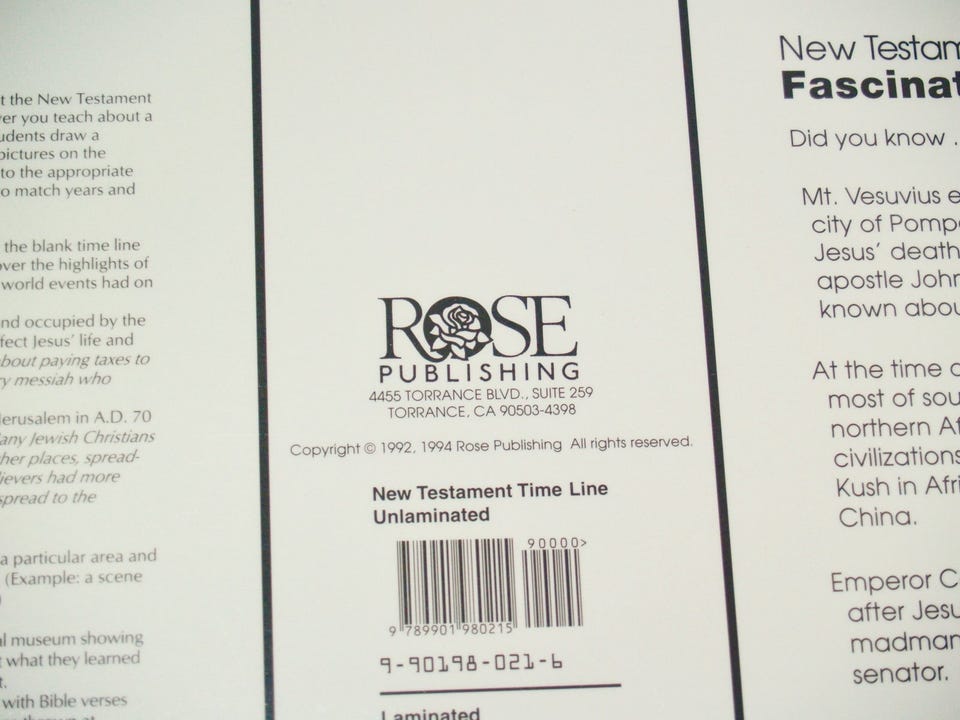 t the New Testament
er you teach about a
udents draw a
pictures on the
to the appropriate
o match years and
the blank time line
over the highlights of
world events had on
nd occupied by the
fect Jesus' life and
bout paying taxes to
ry messiah who
Jerusalem in A.D. 70
any Jewish Christians
her places, spread-
lievers had more
spread to the
a particular area and
(Example: a scene
)
al museum showing
t what they learned
t.
with Bible verses
ROSE
PUBLISHING
4455 TORRANCE BLVD., SUITE 259
TORRANCE, CA 90503-4398
Copyright © 1992, 1994 Rose Publishing All rights reserved.
New Testament Time Line
Unlaminated
90000>
9 789901 980215
9-90198-021-6
Laminated
New Testam
Fascinat
Did you know .
Mt. Vesuvius e
city of Pompe
Jesus' death
apostle John
known abou
At the time o
most of sou
northern Af
civilizations
Kush in Afri
China.
Emperor C
after Jesu
madman
senator.